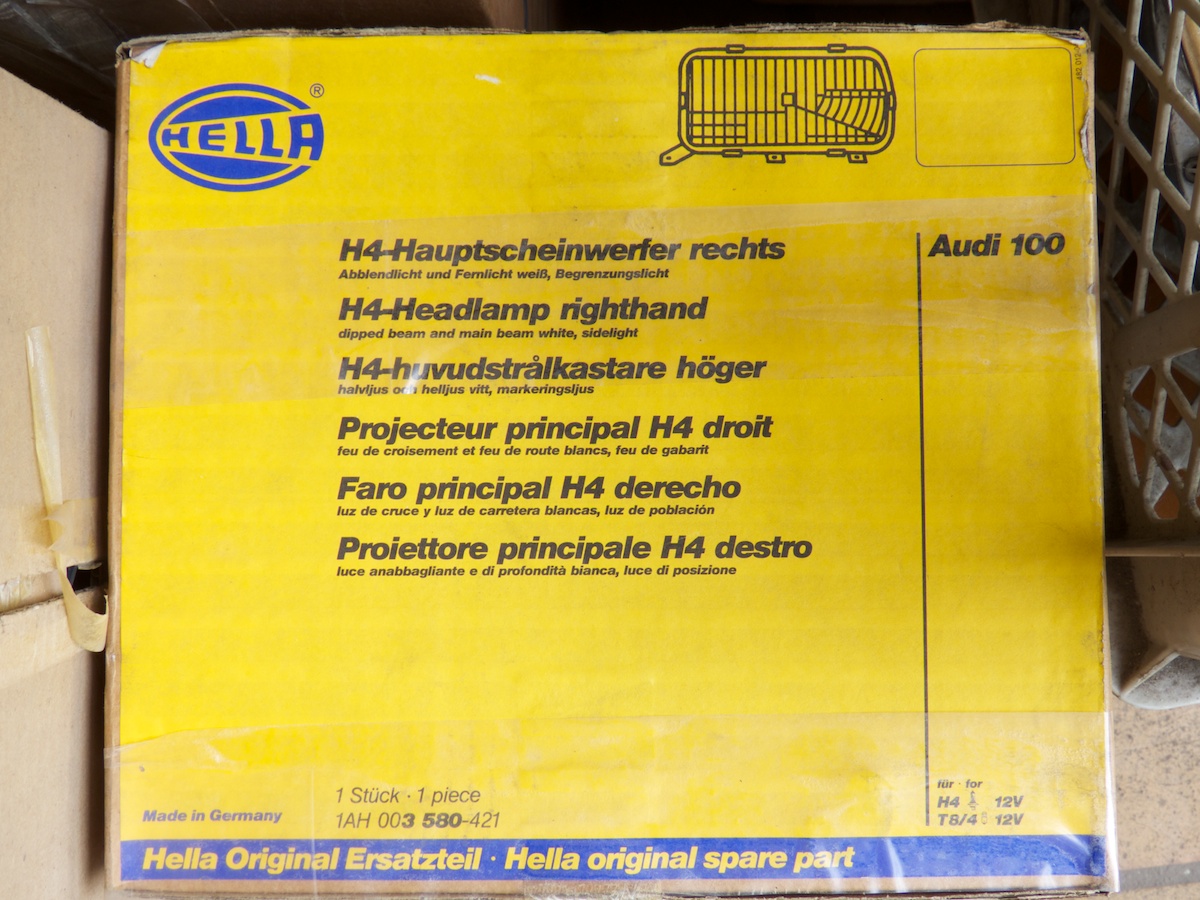 HELLA ®
H4-Hauptscheinwerfer rechts
Abblendlicht und Fernlicht weiß, Begrenzungslicht
H4-Headlamp righthand
dipped beam and main beam white, sidelight
H4-huvudstrålkastare höger
halvljus och helljus vitt, markeringsljus
Projecteur principal H4 droit
feu de croisement et feu de route blancs, feu de gabarit
Faro principal H4 derecho
luz de cruce y luz de carretera blancas, luz de población
Proiettore principale H4 destro
luce anabbagliante e di profondità bianca, luce di posizione
Audi 100
für · for
H4 12V
T8/4 12V
1 Stück · 1 piece
1AH 003 580-421
Made in Germany
Hella Original Ersatzteil · Hella original spare part